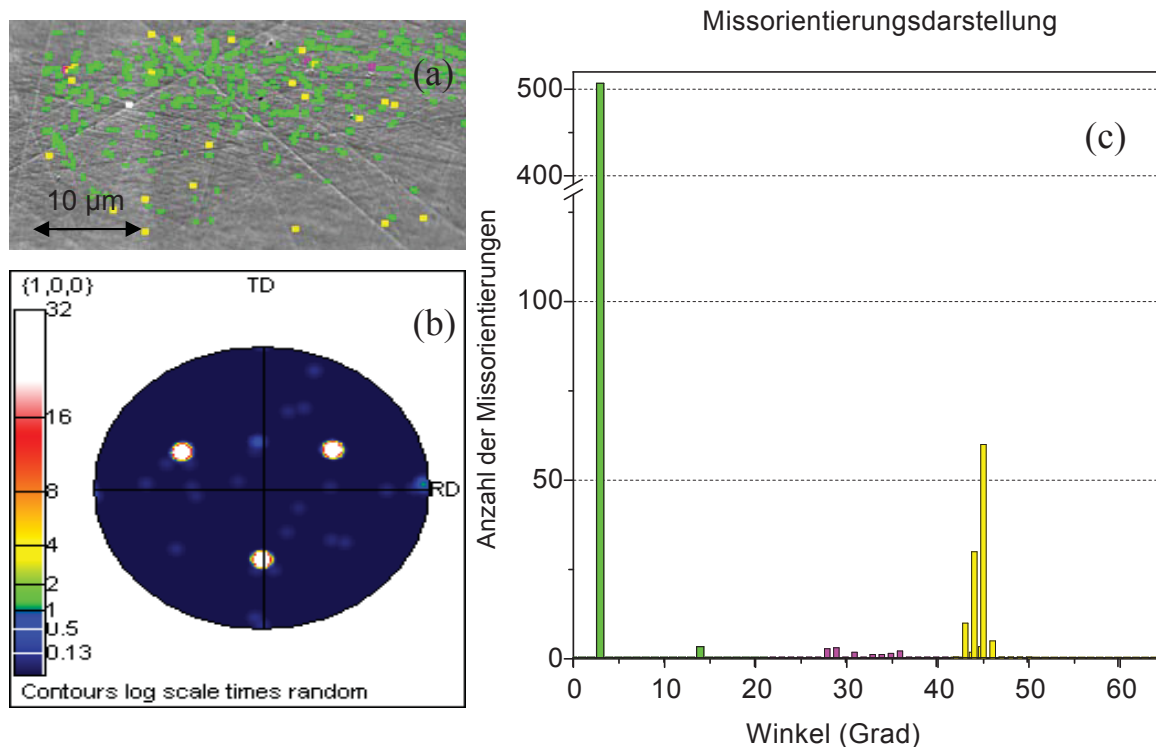 (a)
10 µm
{1,0,0}
TD
(b)
32
16
8
4
2
1
0.5
0.13
RD
Contours log scale times random
Missorientierungsdarstellung
(c)
Anzahl der Missorientierungen
500
400
100
50
0
0 10 20 30 40 50 60
Winkel (Grad)